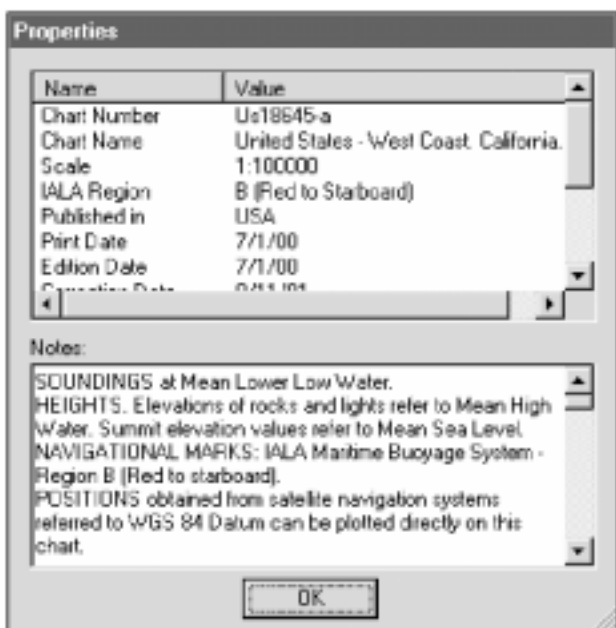 Properties
Name Value
Chart Number Us18645-a
Chart Name United States - West Coast. California.
Scale 1:100000
IALA Region B (Red to Starboard)
Published in USA
Print Date 7/1/00
Edition Date 7/1/00
Correction Date
Notes:
SOUNDINGS at Mean Lower Low Water.
HEIGHTS. Elevations of rocks and lights refer to Mean High
Water. Summit elevation values refer to Mean Sea Level.
NAVIGATIONAL MARKS: IALA Maritime Buoyage System -
Region B (Red to starboard).
POSITIONS obtained from satellite navigation systems
referred to WGS 84 Datum can be plotted directly on this
chart.
OK